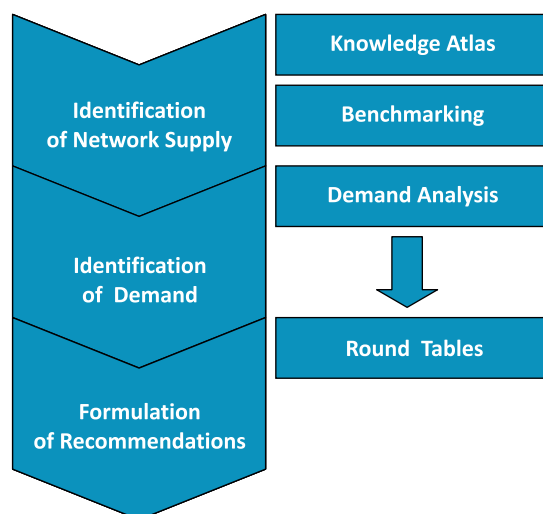 Knowledge Atlas
Identification
of Network Supply
Benchmarking
Demand Analysis
Identification
of Demand
Round Tables
Formulation
of Recommendations